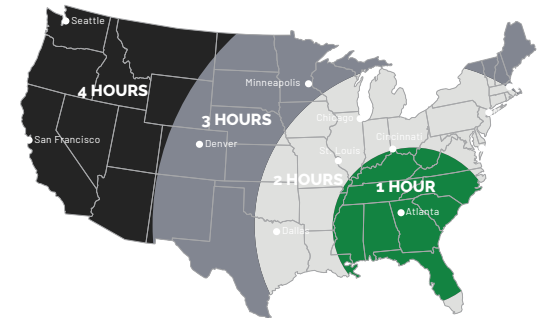 Seattle
4 HOURS
Minneapolis
3 HOURS
Chicago
San Francisco
Denver
Cincinnati
St. Louis
2 HOURS
1 HOUR
Atlanta
Dallas